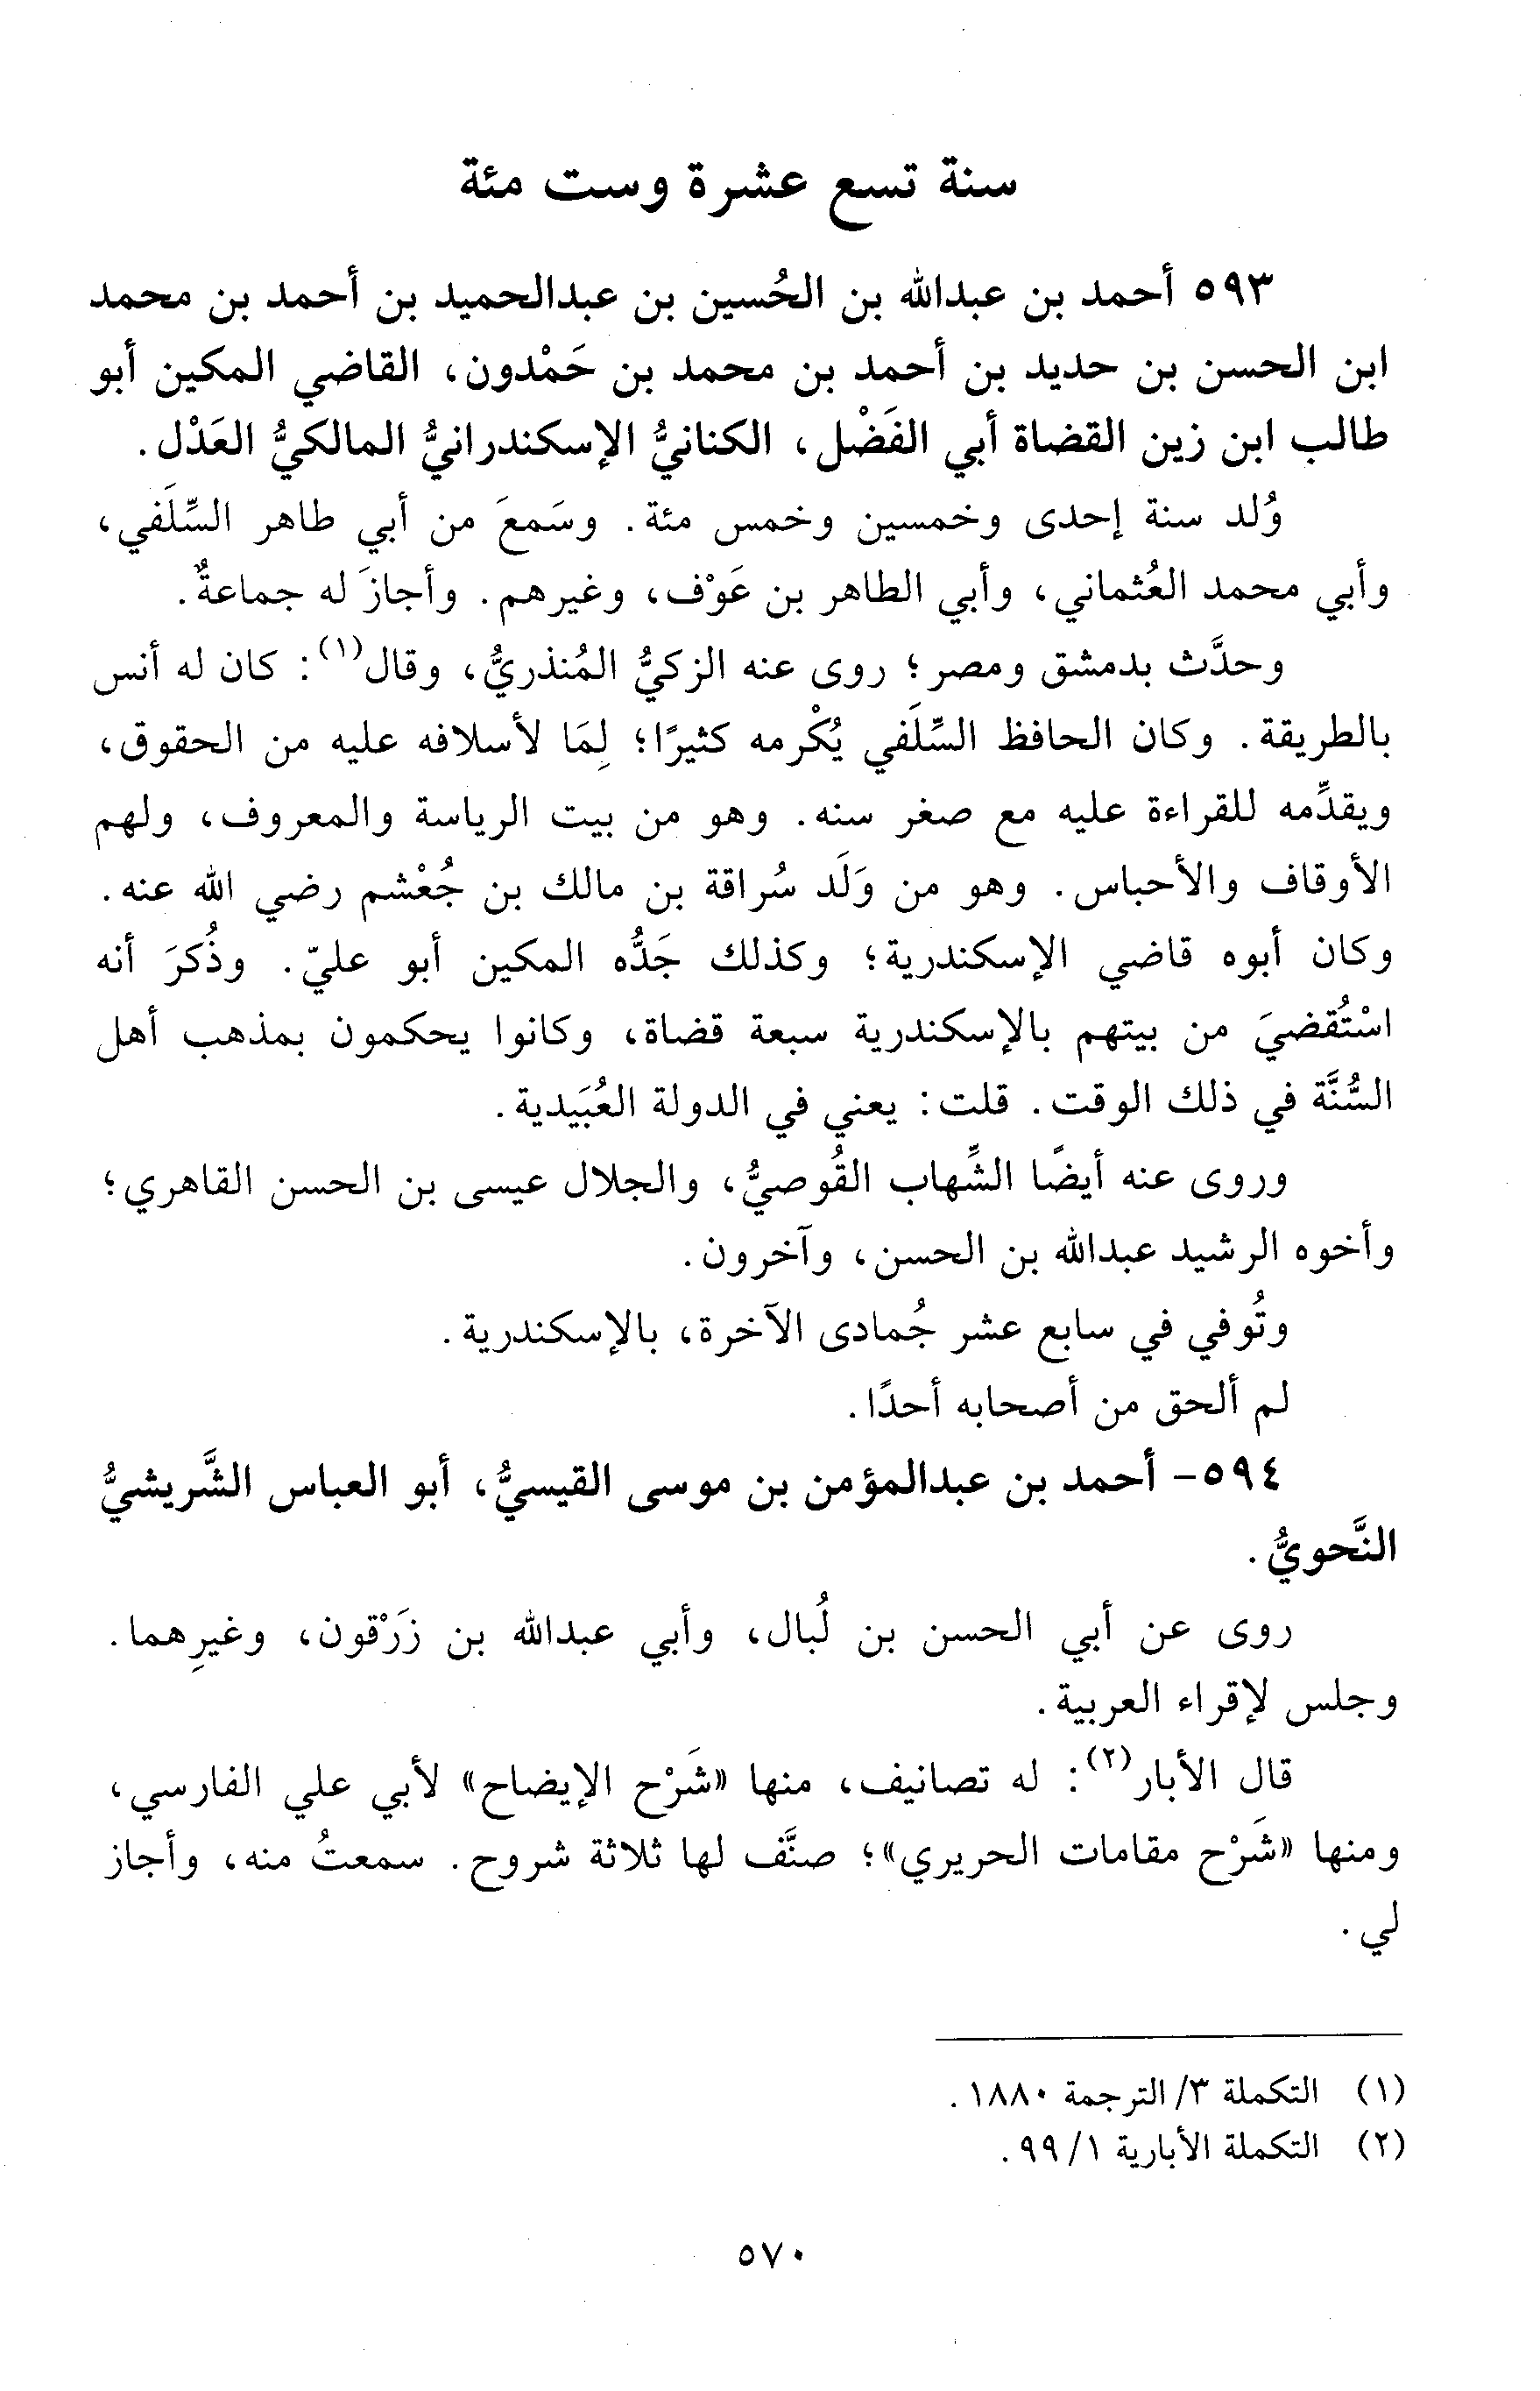 سنة تسع عشرة وست مئة
٥٩٣ أحمد بن عبدالله بن الحُسين بن عبدالحميد بن أحمد بن محمد
ابن الحسن بن حديد بن أحمد بن محمد بن حَمْدون، القاضي المكين أبو
طالب ابن زين القضاة أبي الفَضْل، الكنانيُّ الإسكندرانيُّ المالكيُّ العَدْل.
وُلد سنة إحدى وخمسين وخمس مئة. وسَمعَ من أبي طاهر السِّلَفي،
وأبي محمد العُثماني، وأبي الطاهر بن عَوْف، وغيرهم. وأجازَ له جماعةٌ.
وحدَّث بدمشق ومصر؛ روى عنه الزكيُّ المُنذريُّ، وقال(١): كان له أنس
بالطريقة. وكان الحافظ السِّلَفي يُكْرمه كثيرًا؛ لِمَا لأسلافه عليه من الحقوق،
ويقدِّمه للقراءة عليه مع صغر سنه. وهو من بيت الرياسة والمعروف، ولهم
الأوقاف والأحباس. وهو من وَلَد سُراقة بن مالك بن جُعْشم رضي الله عنه.
وكان أبوه قاضي الإسكندرية؛ وكذلك جَدُّه المكين أبو عليّ. وذُكرَ أنه
اسْتُقضيَ من بيتهم بالإسكندرية سبعة قضاة، وكانوا يحكمون بمذهب أهل
السُّنَّة في ذلك الوقت. قلت: يعني في الدولة العُبَيدية.
وروى عنه أيضًا الشِّهاب القُوصيُّ، والجلال عيسى بن الحسن القاهري؛
وأخوه الرشيد عبدالله بن الحسن، وآخرون.
وتُوفي في سابع عشر جُمادى الآخرة، بالإسكندرية.
لم ألحق من أصحابه أحدًا.
٥٩٤- أحمد بن عبدالمؤمن بن موسى القيسيُّ، أبو العباس الشَّريشيُّ
النَّحويُّ.
روى عن أبي الحسن بن لُبال، وأبي عبدالله بن زَرْقون، وغيرِهما.
وجلس لإقراء العربية.
قال الأبار(٢): له تصانيف، منها «شَرْح الإيضاح» لأبي علي الفارسي،
ومنها «شَرْح مقامات الحريري»؛ صنَّف لها ثلاثة شروح. سمعتُ منه، وأجاز
لي.
(١) التكملة ٣/ الترجمة ١٨٨٠.
(٢) التكملة الأبارية ١/ ٩٩.
٥٧٠